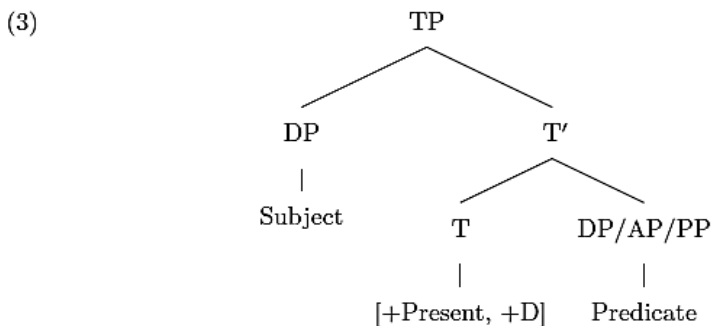 (3) TP
DP T′
Subject T DP/AP/PP
[+Present, +D] Predicate